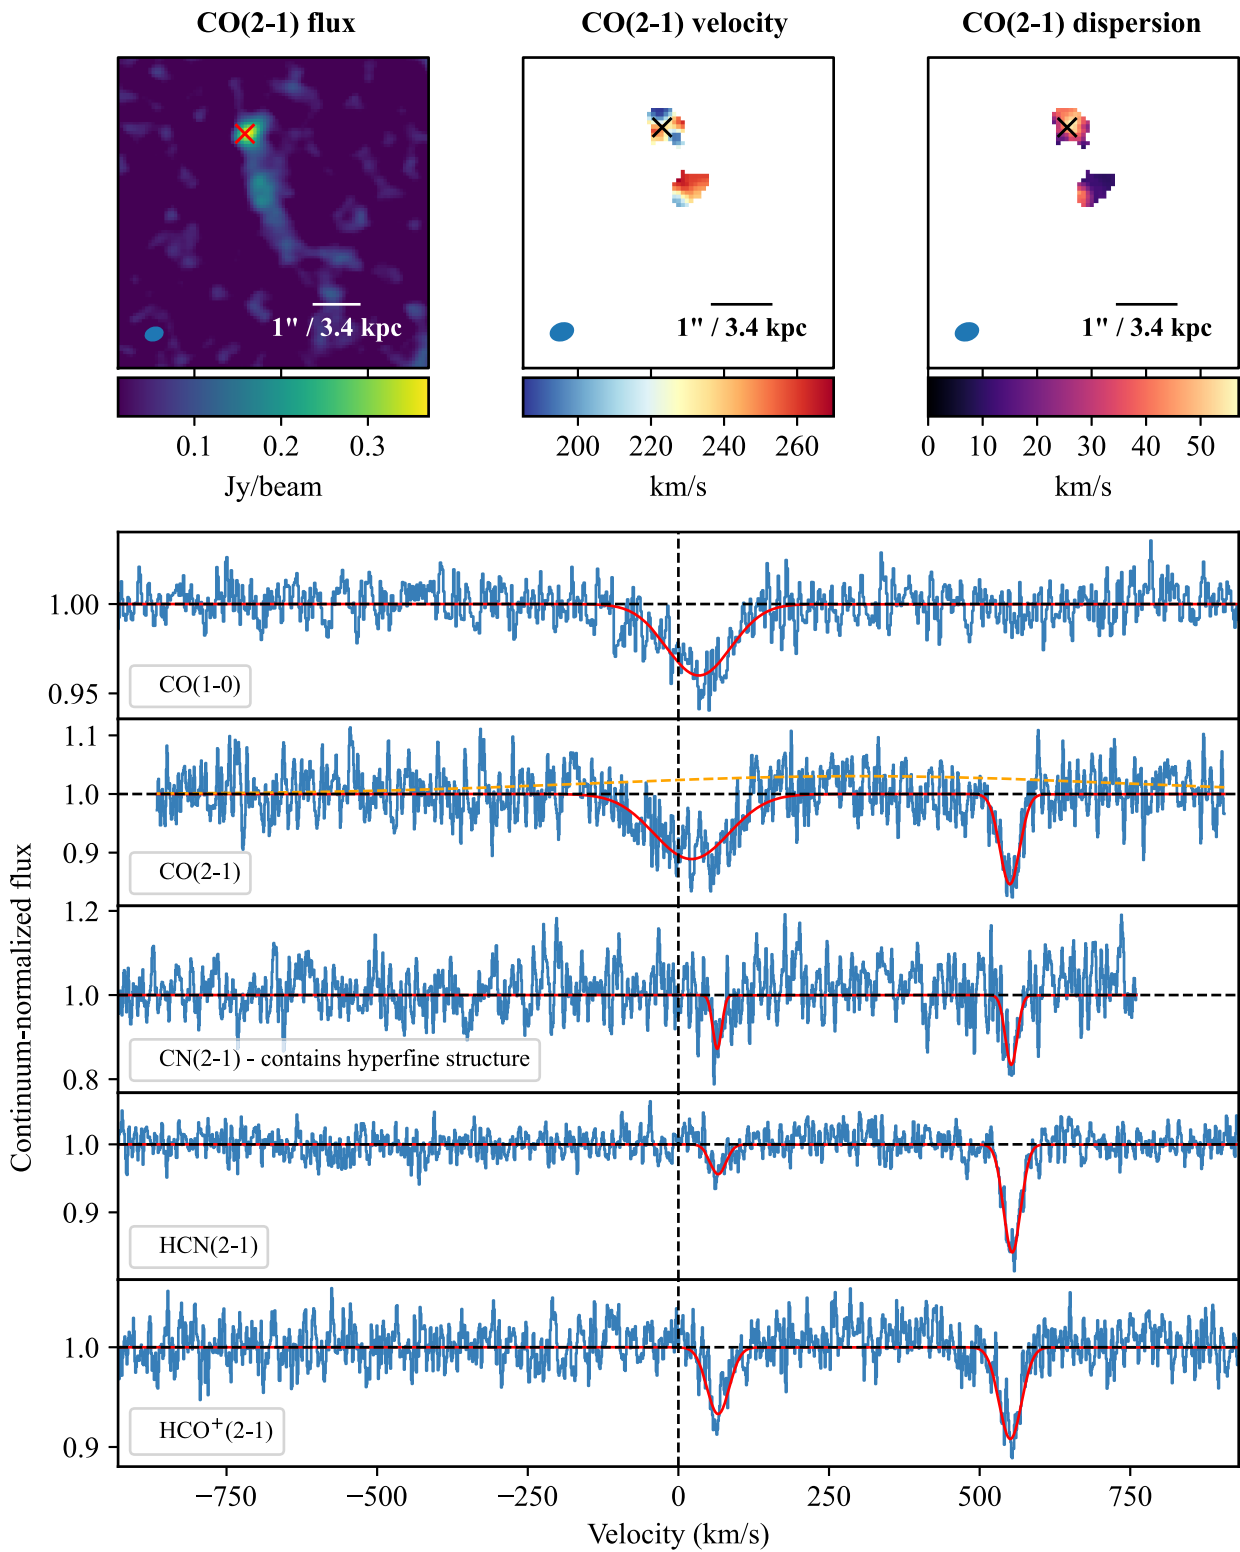 CO(2-1) flux
CO(2-1) velocity
CO(2-1) dispersion
1" / 3.4 kpc
1" / 3.4 kpc
1" / 3.4 kpc
0.1 0.2 0.3
200 220 240 260
0 10 20 30 40 50
Jy/beam
km/s
km/s
1.00
0.95
CO(1-0)
1.1
1.0
0.9
CO(2-1)
1.2
1.0
0.8
CN(2-1) - contains hyperfine structure
1.0
0.9
HCN(2-1)
1.0
0.9
HCO⁺(2-1)
Continuum-normalized flux
−750 −500 −250 0 250 500 750
Velocity (km/s)